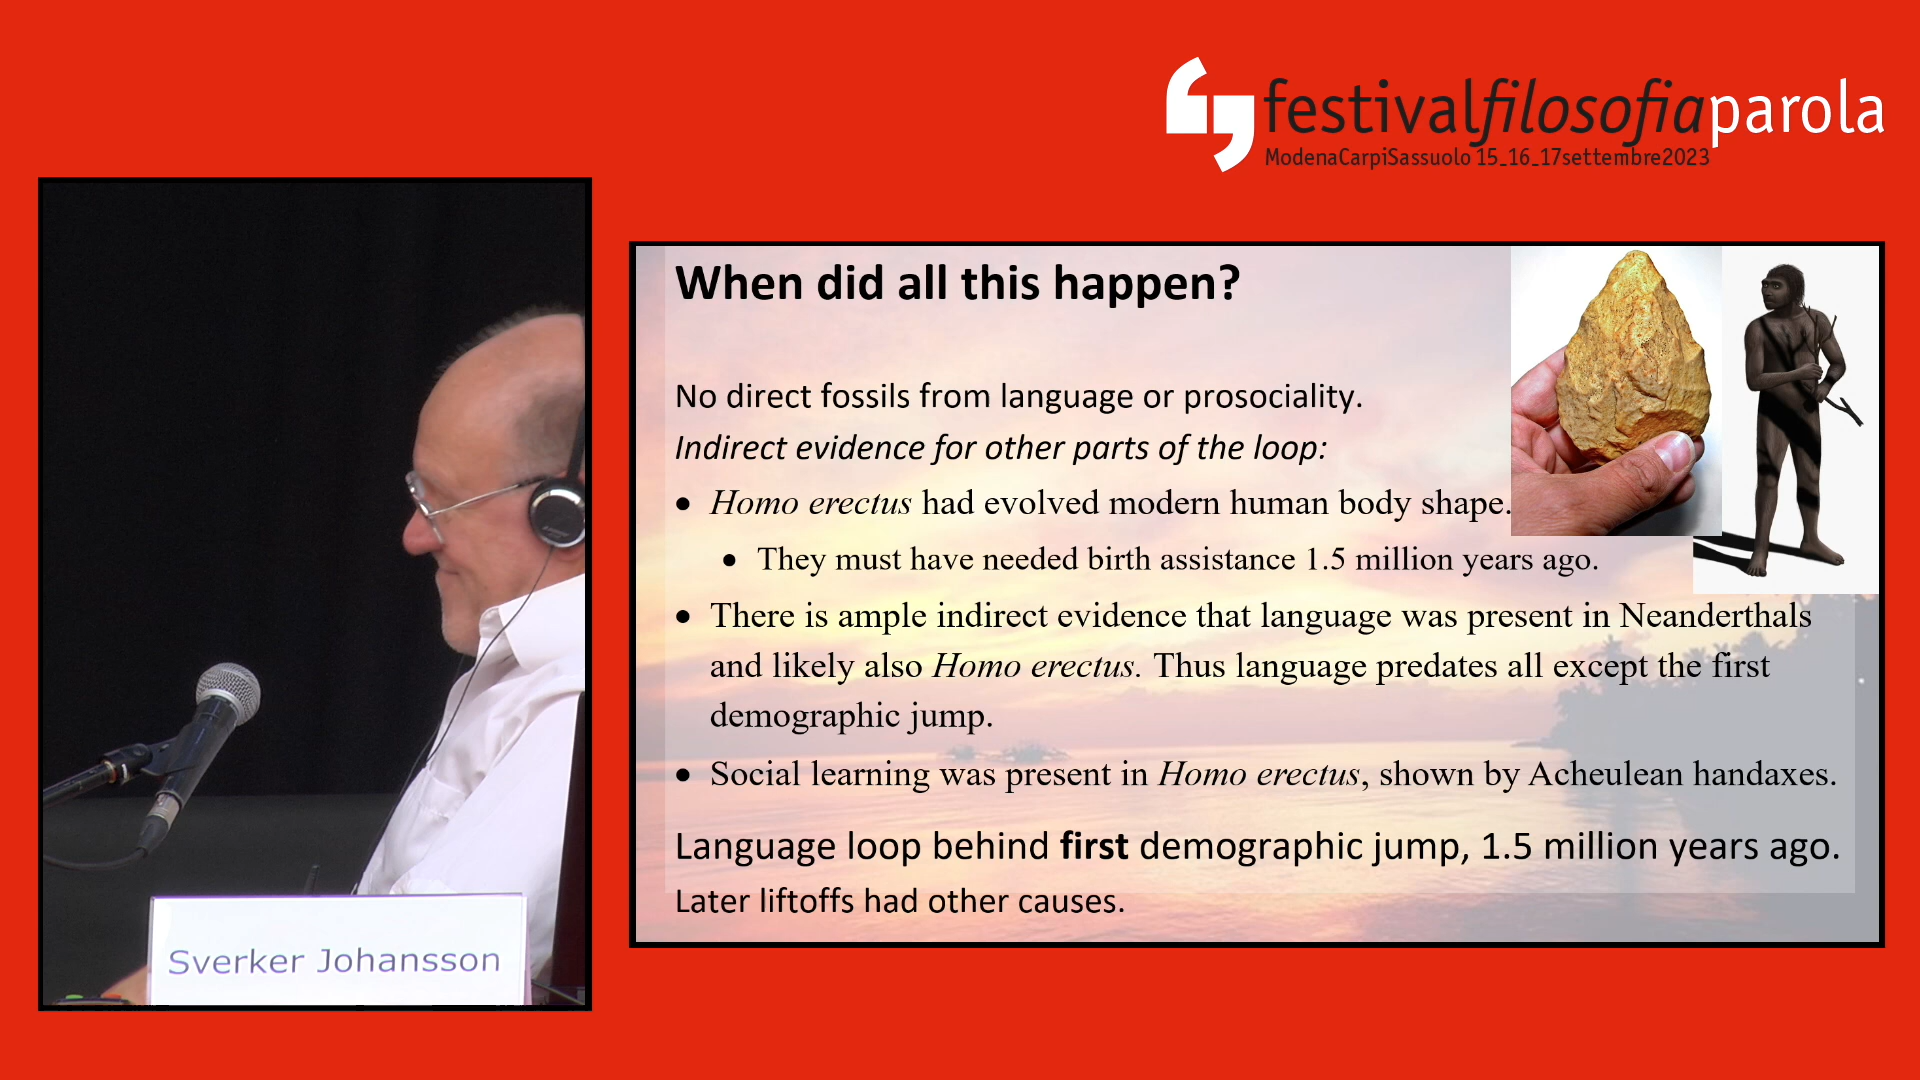 festivalfilosofiaparola
ModenaCarpiSassuolo 15_16_17settembre2023
When did all this happen?
No direct fossils from language or prosociality.
Indirect evidence for other parts of the loop:
• Homo erectus had evolved modern human body shape.
• They must have needed birth assistance 1.5 million years ago.
• There is ample indirect evidence that language was present in Neanderthals
and likely also Homo erectus. Thus language predates all except the first
demographic jump.
• Social learning was present in Homo erectus, shown by Acheulean handaxes.
Language loop behind first demographic jump, 1.5 million years ago.
Later liftoffs had other causes.
Sverker Johansson